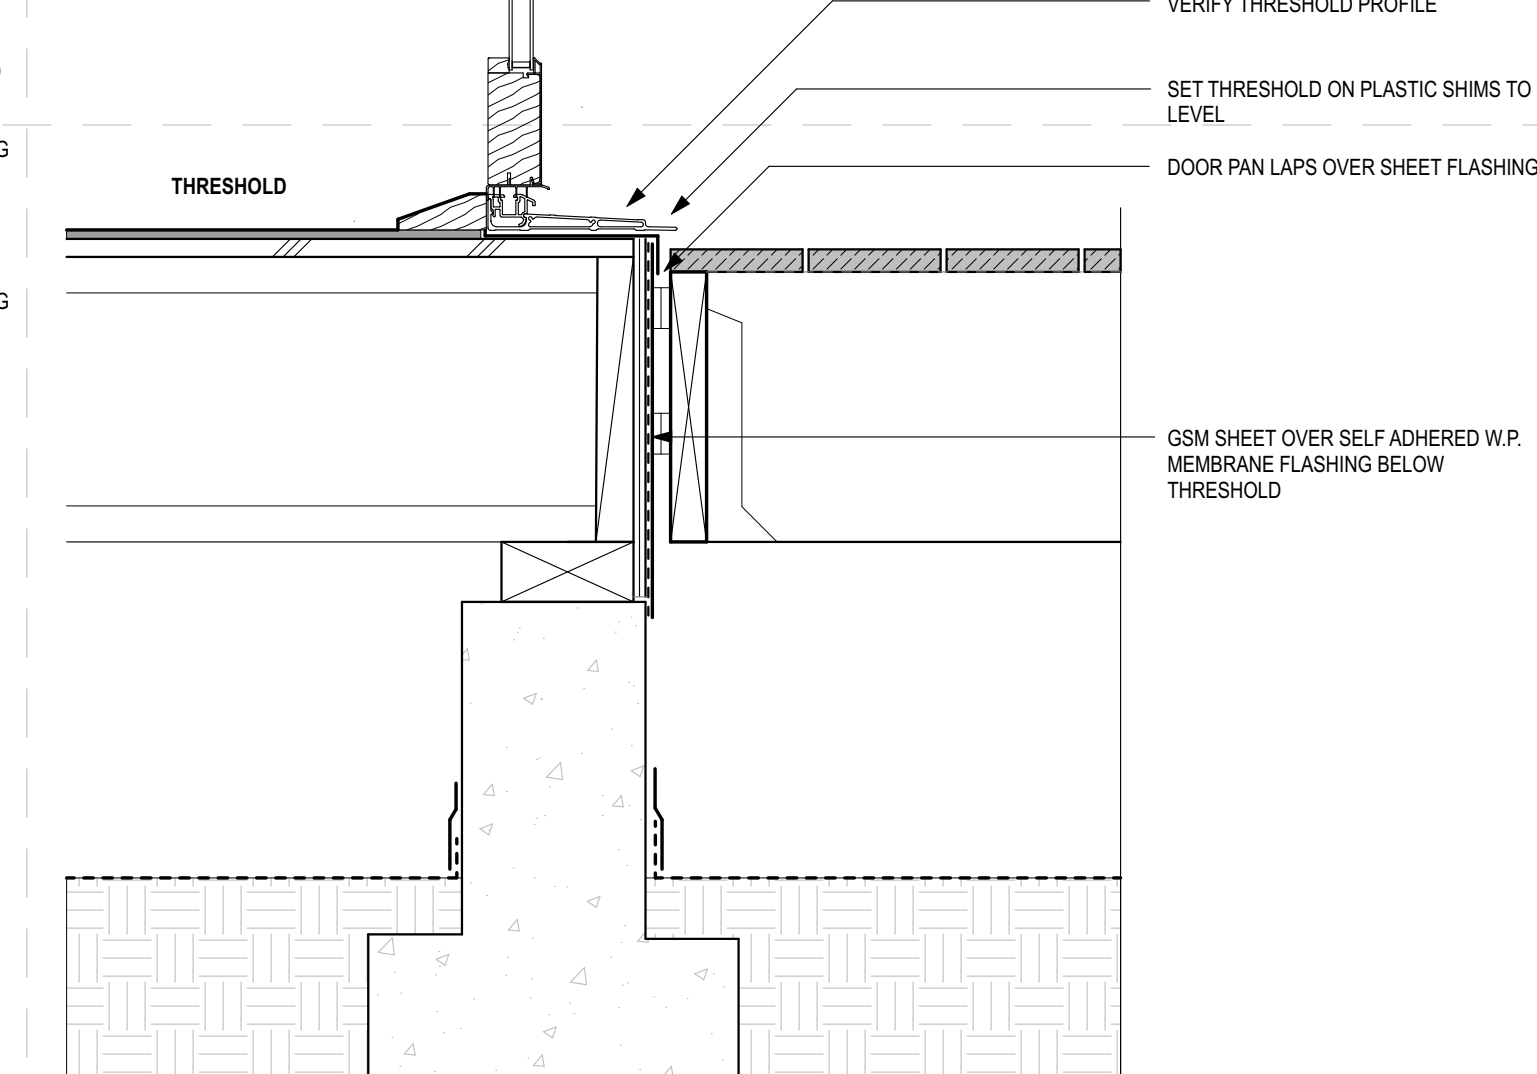 VERIFY THRESHOLD PROFILE
SET THRESHOLD ON PLASTIC SHIMS TO
LEVEL
G
THRESHOLD
DOOR PAN LAPS OVER SHEET FLASHING
G
GSM SHEET OVER SELF ADHERED W.P.
MEMBRANE FLASHING BELOW
THRESHOLD